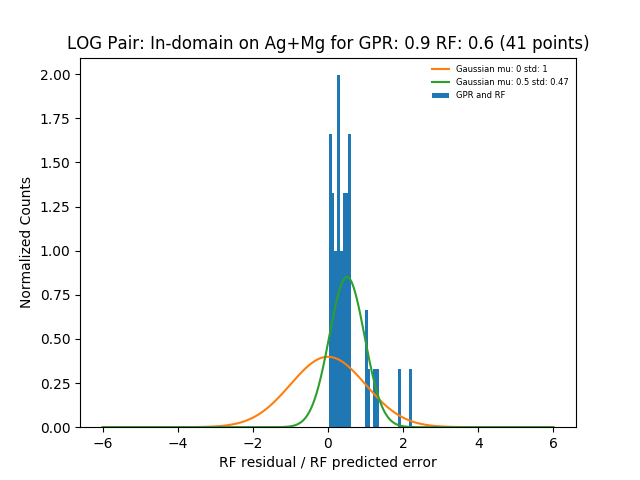 LOG Pair: In-domain on Ag+Mg for GPR: 0.9 RF: 0.6 (41 points)
Gaussian mu: 0 std: 1
Gaussian mu: 0.5 std: 0.47
GPR and RF
2.00
1.75
1.50
1.25
1.00
0.75
0.50
0.25
0.00
Normalized Counts
−6 −4 −2 0 2 4 6
RF residual / RF predicted error